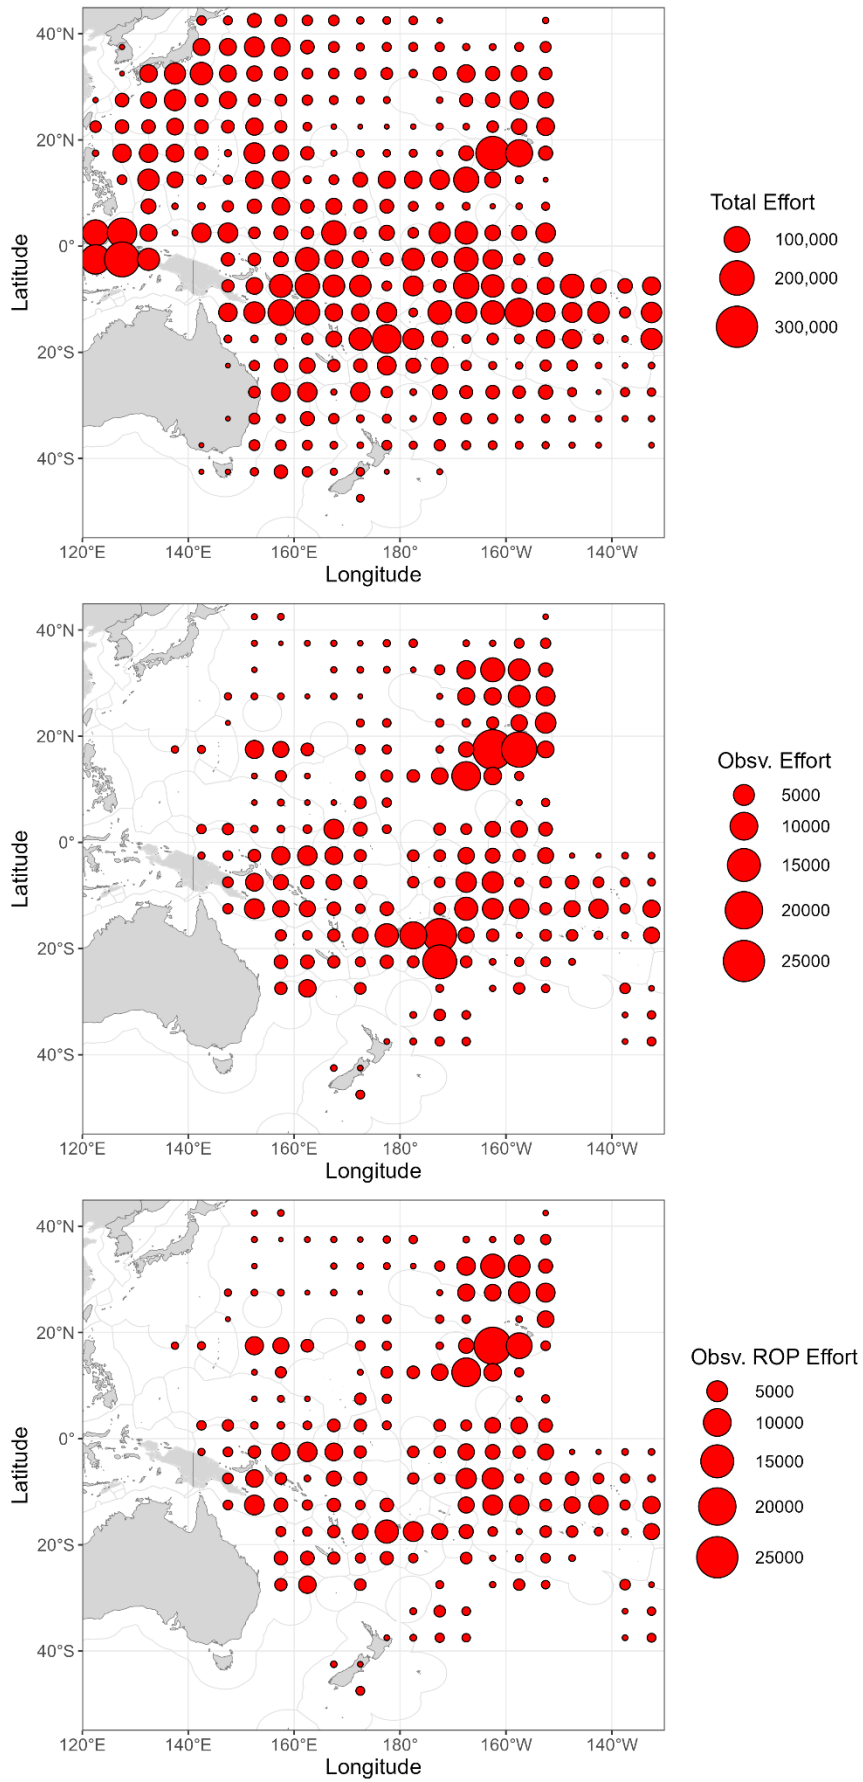 40°N
20°N
0°
20°S
40°S
Latitude
120°E 140°E 160°E 180° 160°W 140°W
Longitude
Total Effort
100,000
200,000
300,000
40°N
20°N
0°
20°S
40°S
Latitude
120°E 140°E 160°E 180° 160°W 140°W
Longitude
Obsv. Effort
5000
10000
15000
20000
25000
40°N
20°N
0°
20°S
40°S
Latitude
120°E 140°E 160°E 180° 160°W 140°W
Longitude
Obsv. ROP Effort
5000
10000
15000
20000
25000